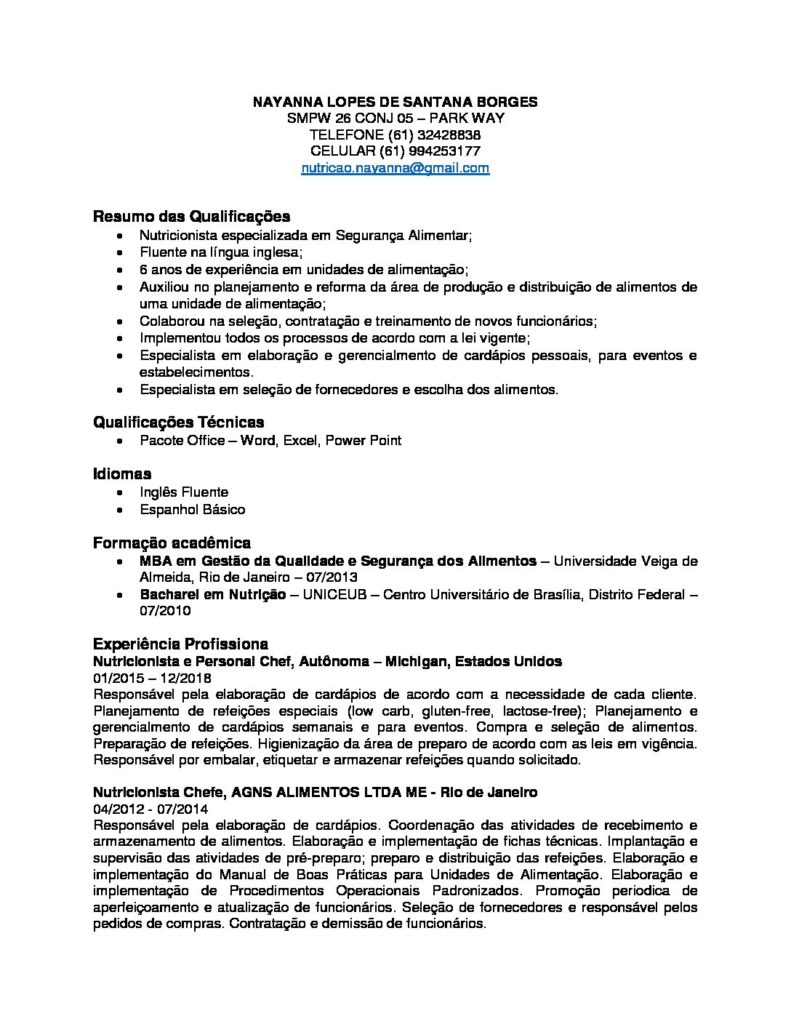 NAYANNA LOPES DE SANTANA BORGES
SMPW 26 CONJ 05 – PARK WAY
TELEFONE (61) 32428838
CELULAR (61) 994253177
nutricao.nayanna@gmail.com
Resumo das Qualificações
• Nutricionista especializada em Segurança Alimentar;
• Fluente na língua inglesa;
• 6 anos de experiência em unidades de alimentação;
• Auxiliou no planejamento e reforma da área de produção e distribuição de alimentos de
uma unidade de alimentação;
• Colaborou na seleção, contratação e treinamento de novos funcionários;
• Implementou todos os processos de acordo com a lei vigente;
• Especialista em elaboração e gerencialmento de cardápios pessoais, para eventos e
estabelecimentos.
• Especialista em seleção de fornecedores e escolha dos alimentos.
Qualificações Técnicas
• Pacote Office – Word, Excel, Power Point
Idiomas
• Inglês Fluente
• Espanhol Básico
Formação acadêmica
• MBA em Gestão da Qualidade e Segurança dos Alimentos – Universidade Veiga de
Almeida, Rio de Janeiro – 07/2013
• Bacharel em Nutrição – UNICEUB – Centro Universitário de Brasília, Distrito Federal –
07/2010
Experiência Profissiona
Nutricionista e Personal Chef, Autônoma – Michigan, Estados Unidos
01/2015 – 12/2018
Responsável pela elaboração de cardápios de acordo com a necessidade de cada cliente.
Planejamento de refeições especiais (low carb, gluten-free, lactose-free); Planejamento e
gerencialmento de cardápios semanais e para eventos. Compra e seleção de alimentos.
Preparação de refeições. Higienização da área de preparo de acordo com as leis em vigência.
Responsável por embalar, etiquetar e armazenar refeições quando solicitado.
Nutricionista Chefe, AGNS ALIMENTOS LTDA ME - Rio de Janeiro
04/2012 - 07/2014
Responsável pela elaboração de cardápios. Coordenação das atividades de recebimento e
armazenamento de alimentos. Elaboração e implementação de fichas técnicas. Implantação e
supervisão das atividades de pré-preparo; preparo e distribuição das refeições. Elaboração e
implementação do Manual de Boas Práticas para Unidades de Alimentação. Elaboração e
implementação de Procedimentos Operacionais Padronizados. Promoção periodica de
aperfeiçoamento e atualização de funcionários. Seleção de fornecedores e responsável pelos
pedidos de compras. Contratação e demissão de funcionários.